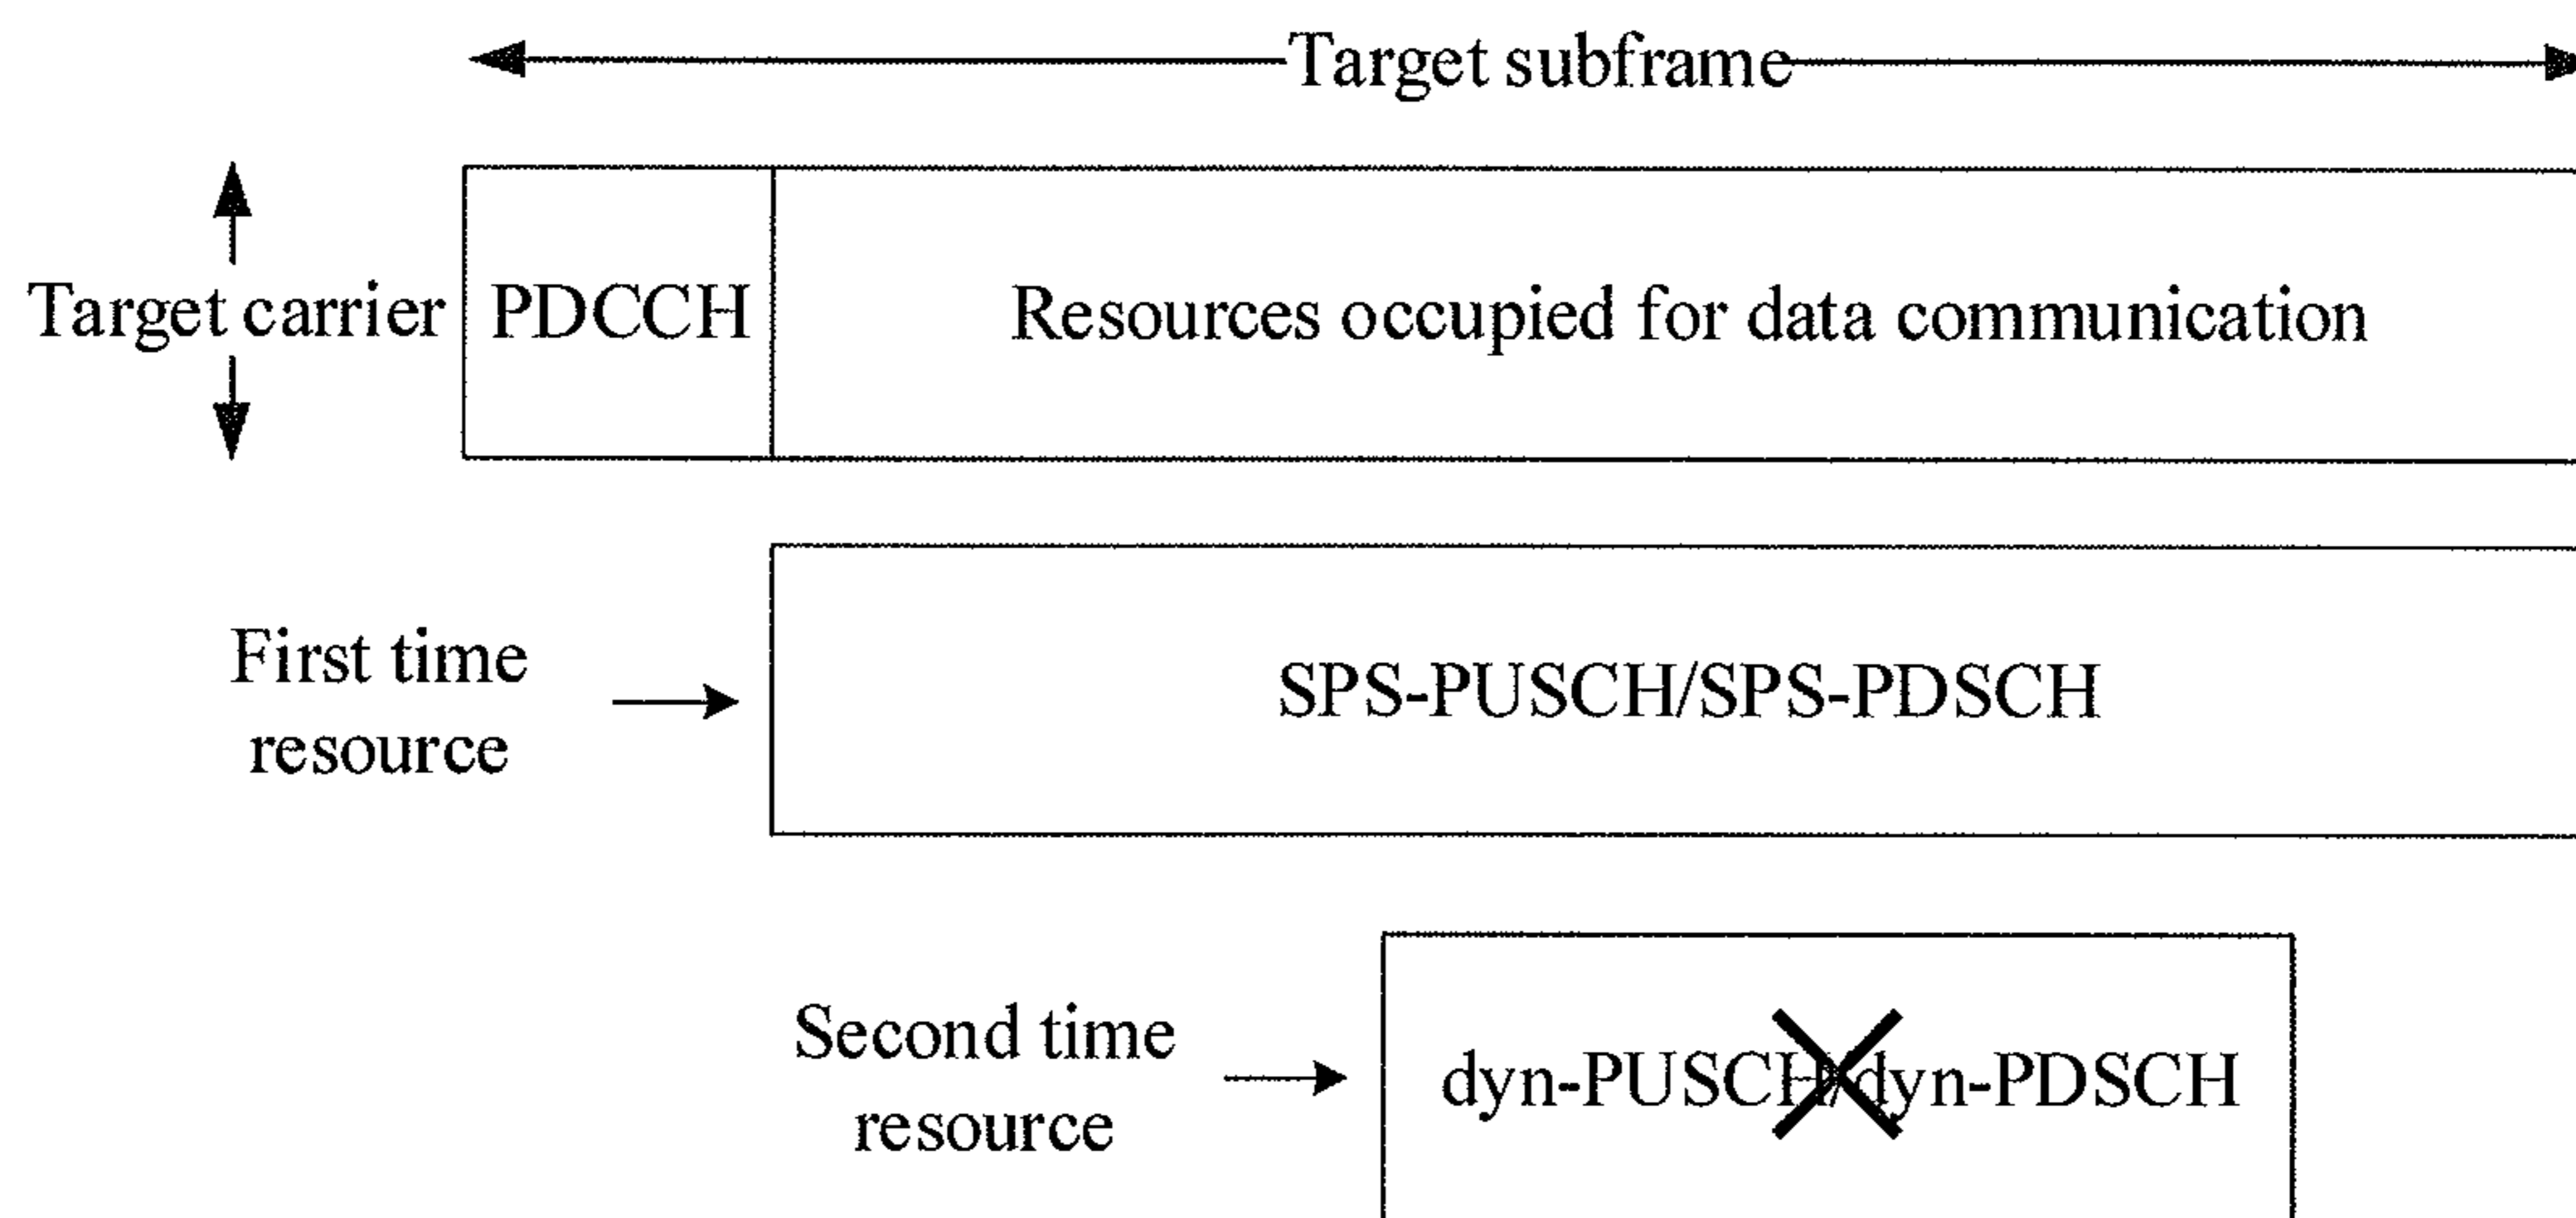 Target subframe
Target carrier
PDCCH
Resources occupied for data communication
First time
resource
SPS-PUSCH/SPS-PDSCH
Second time
resource
dyn-PUSCH/dyn-PDSCH